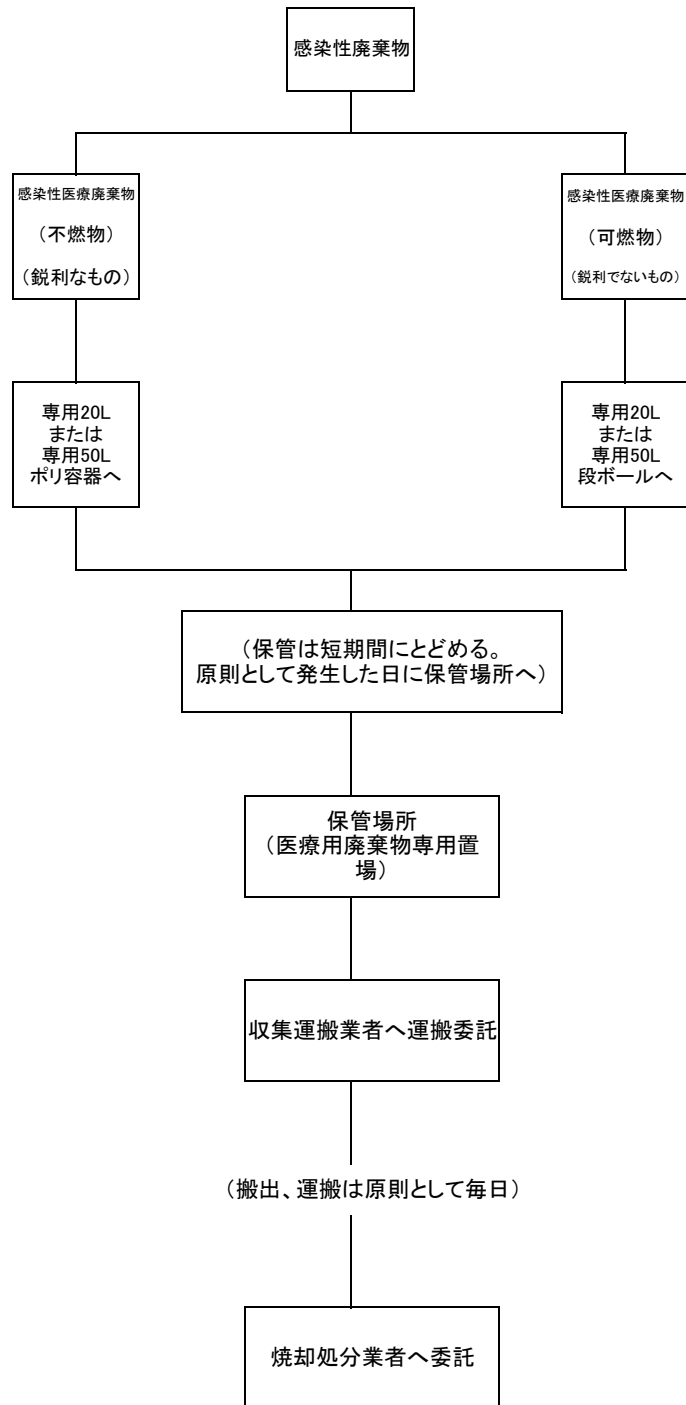 感染性廃棄物
感染性医療廃棄物
（不燃物）
（鋭利なもの）
感染性医療廃棄物
（可燃物）
（鋭利でないもの）
専用20L
または
専用50L
ポリ容器へ
専用20L
または
専用50L
段ボールへ
（保管は短期間にとどめる。
原則として発生した日に保管場所へ）
保管場所
（医療用廃棄物専用置
場）
収集運搬業者へ運搬委託
（搬出、運搬は原則として毎日）
焼却処分業者へ委託